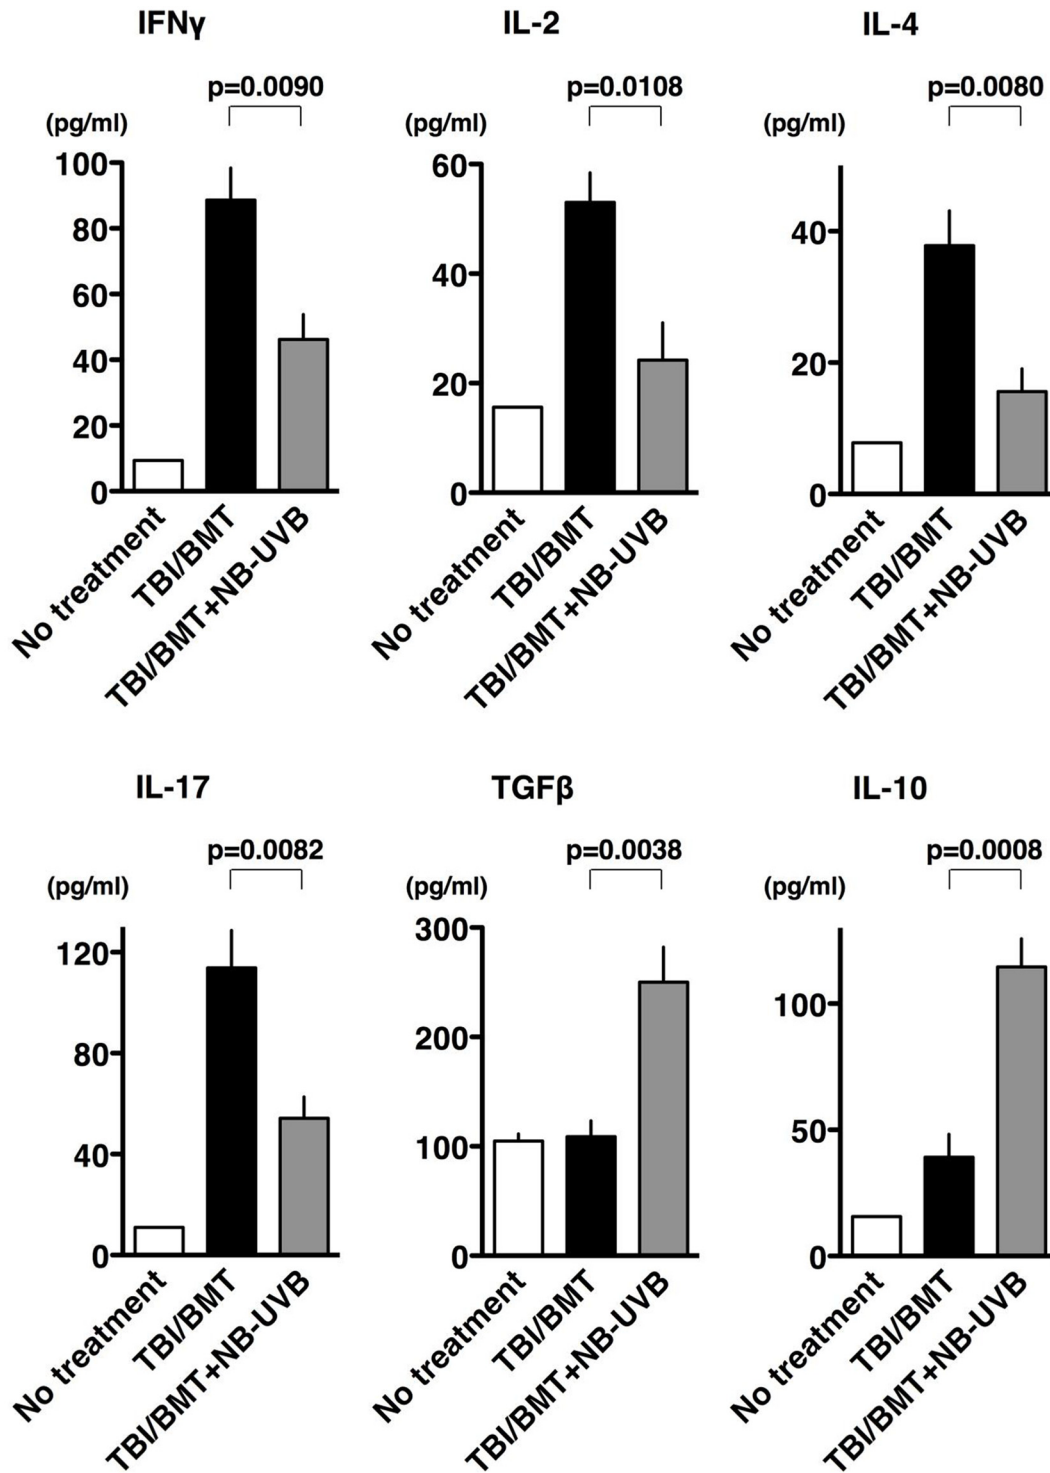 IFNγ IL-2 IL-4
p=0.0090 p=0.0108 p=0.0080
(pg/ml) (pg/ml) (pg/ml)
100 60
80
40 40
60
40 20
20
20
0 0 0
No treatment TBI/BMT TBI/BMT+NB-UVB No treatment TBI/BMT TBI/BMT+NB-UVB No treatment TBI/BMT TBI/BMT+NB-UVB
IL-17 TGFβ IL-10
p=0.0082 p=0.0038 p=0.0008
(pg/ml) (pg/ml) (pg/ml)
300
120
100
200
80
50
40 100
0 0 0
No treatment TBI/BMT TBI/BMT+NB-UVB No treatment TBI/BMT TBI/BMT+NB-UVB No treatment TBI/BMT TBI/BMT+NB-UVB